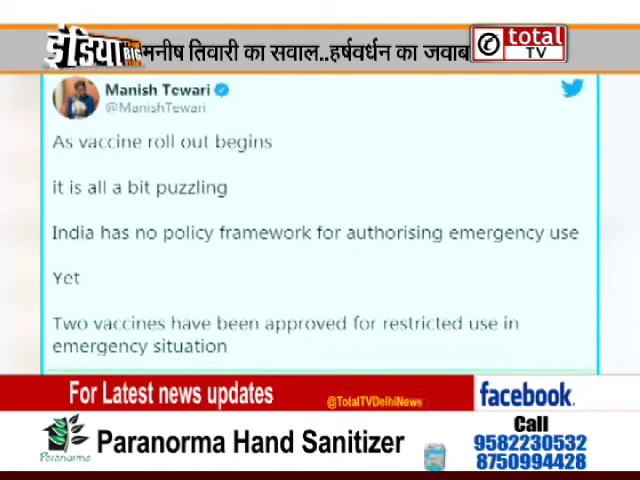 इंडिया
THE
BIG
मनीष तिवारी का सवाल..हर्षवर्धन का जवाब
total
TV
Manish Tewari
@ManishTewari
As vaccine roll out begins
it is all a bit puzzling
India has no policy framework for authorising emergency use
Yet
Two vaccines have been approved for restricted use in
emergency situation
For Latest news updates
@TotalTVDelhiNews
facebook.
Paranorma
Paranorma Hand Sanitizer
Call
9582230532
8750994428